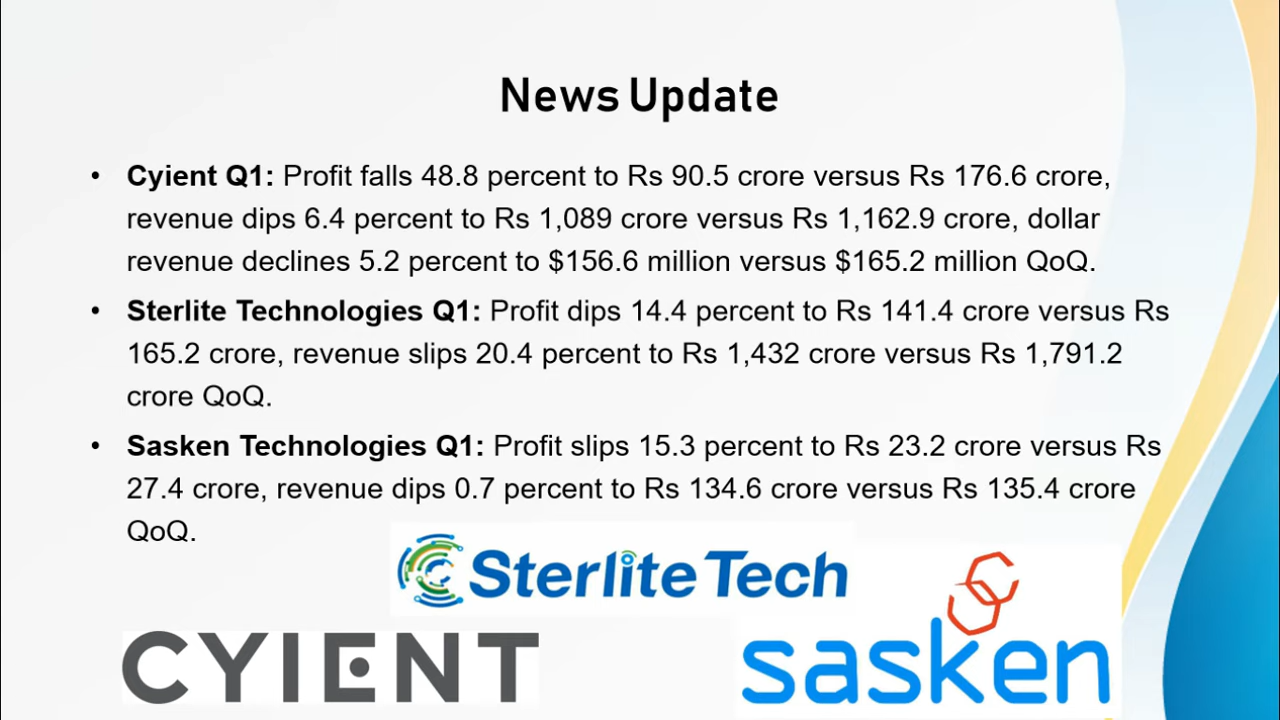 News Update
• Cyient Q1: Profit falls 48.8 percent to Rs 90.5 crore versus Rs 176.6 crore,
revenue dips 6.4 percent to Rs 1,089 crore versus Rs 1,162.9 crore, dollar
revenue declines 5.2 percent to $156.6 million versus $165.2 million QoQ.
• Sterlite Technologies Q1: Profit dips 14.4 percent to Rs 141.4 crore versus Rs
165.2 crore, revenue slips 20.4 percent to Rs 1,432 crore versus Rs 1,791.2
crore QoQ.
• Sasken Technologies Q1: Profit slips 15.3 percent to Rs 23.2 crore versus Rs
27.4 crore, revenue dips 0.7 percent to Rs 134.6 crore versus Rs 135.4 crore
QoQ.
Sterlite Tech
CYIENT
sasken